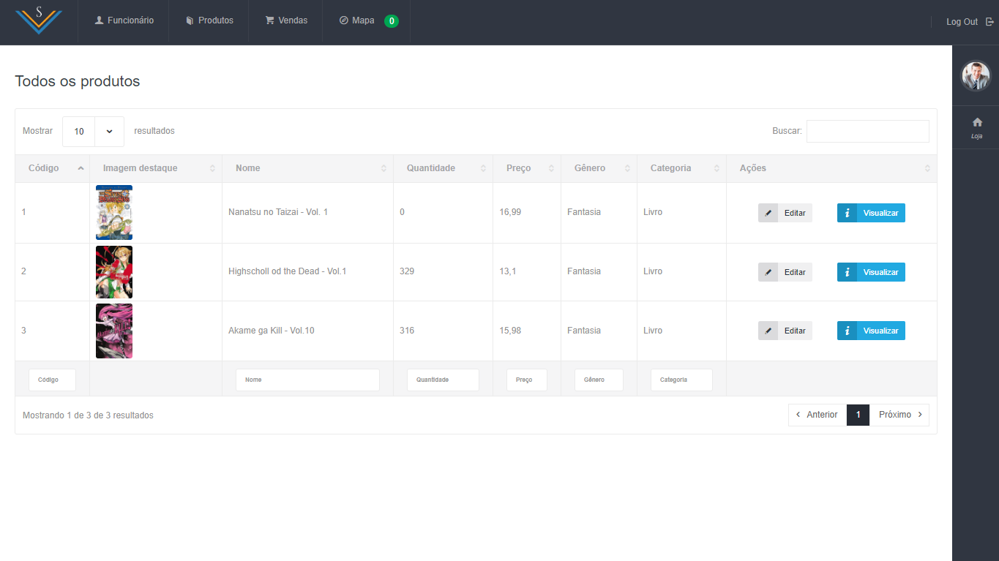 S
Funcionário Produtos Vendas Mapa 0 Log Out
Todos os produtos
Loja
Mostrar 10 resultados Buscar:
Código Imagem destaque Nome Quantidade Preço Gênero Categoria Ações
1 Nanatsu no Taizai - Vol. 1 0 16,99 Fantasia Livro Editar Visualizar
2 Highscholl od the Dead - Vol.1 329 13,1 Fantasia Livro Editar Visualizar
3 Akame ga Kill - Vol.10 316 15,98 Fantasia Livro Editar Visualizar
Código Nome Quantidade Preço Gênero Categoria
Mostrando 1 de 3 de 3 resultados Anterior 1 Próximo